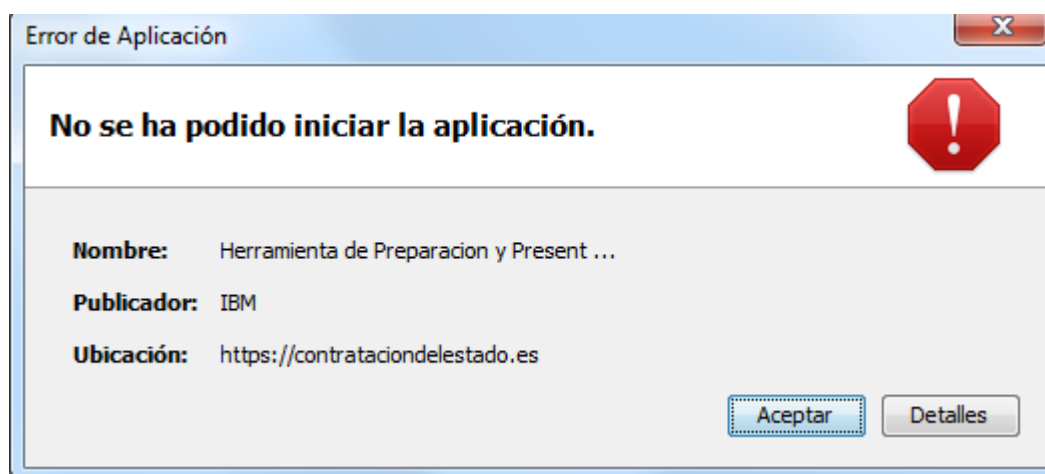 Error de Aplicación
No se ha podido iniciar la aplicación.
Nombre: Herramienta de Preparacion y Present ...
Publicador: IBM
Ubicación: https://contrataciondelestado.es
Aceptar Detalles